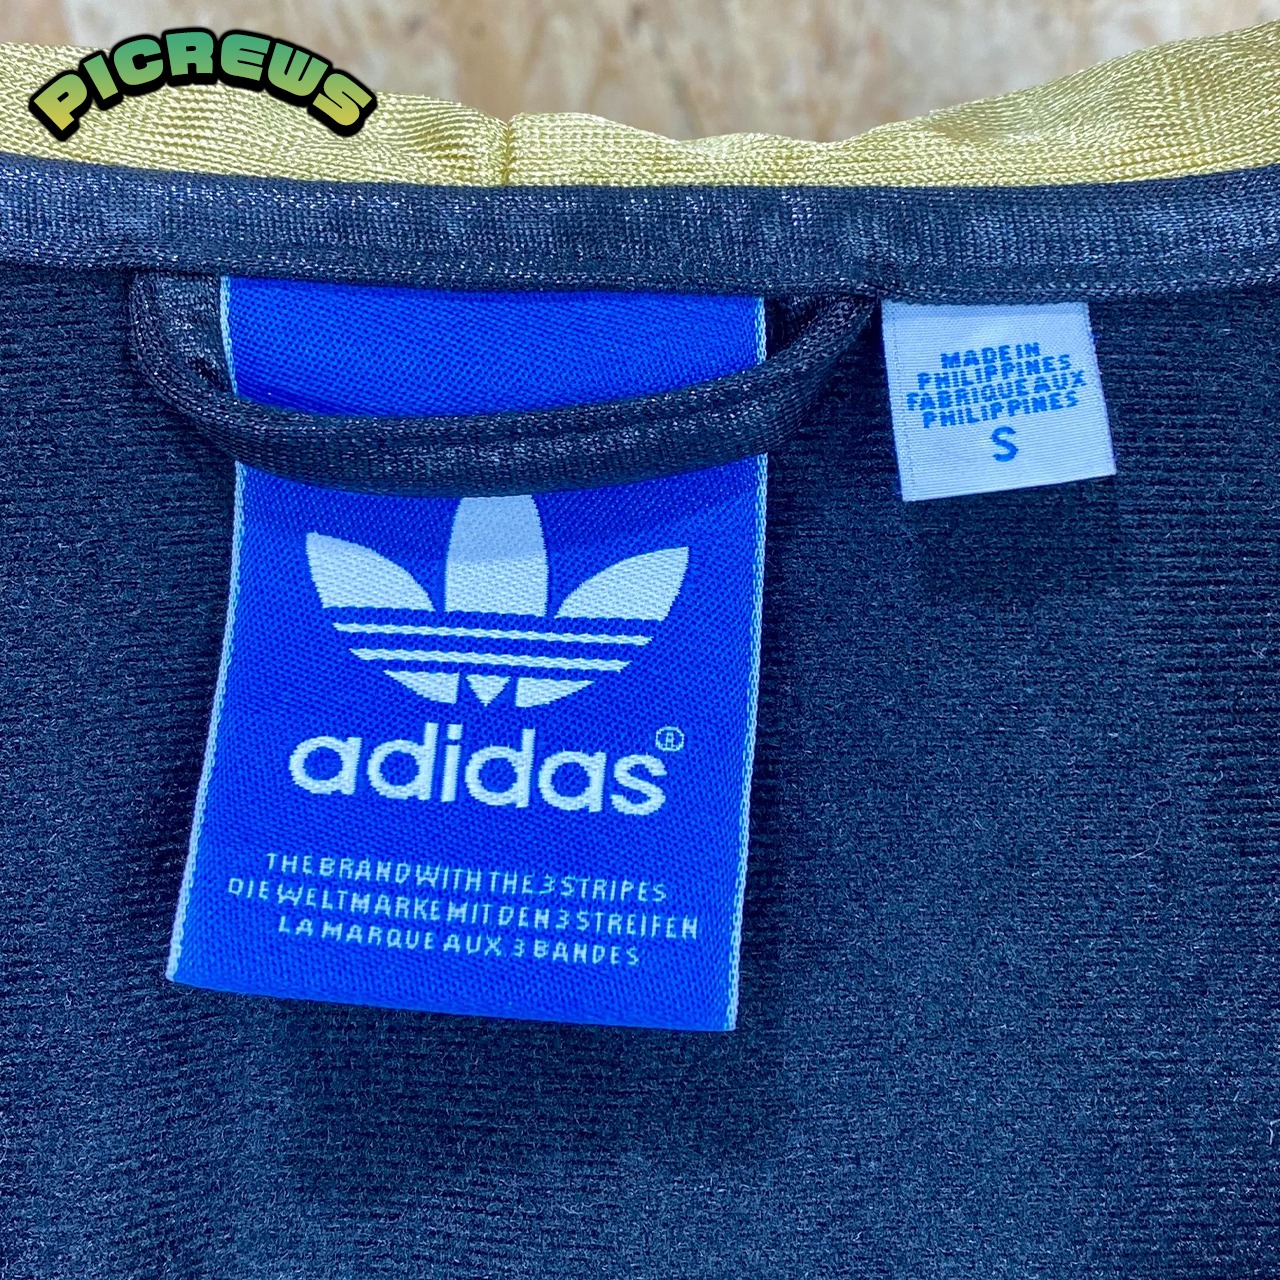 PICREWS
MADE IN
PHILIPPINES
FABRIQUE AUX
PHILIPPINES
S
adidas®
THE BRAND WITH THE 3 STRIPES
DIE WELTMARKE MIT DEN 3 STREIFEN
LA MARQUE AUX 3 BANDES